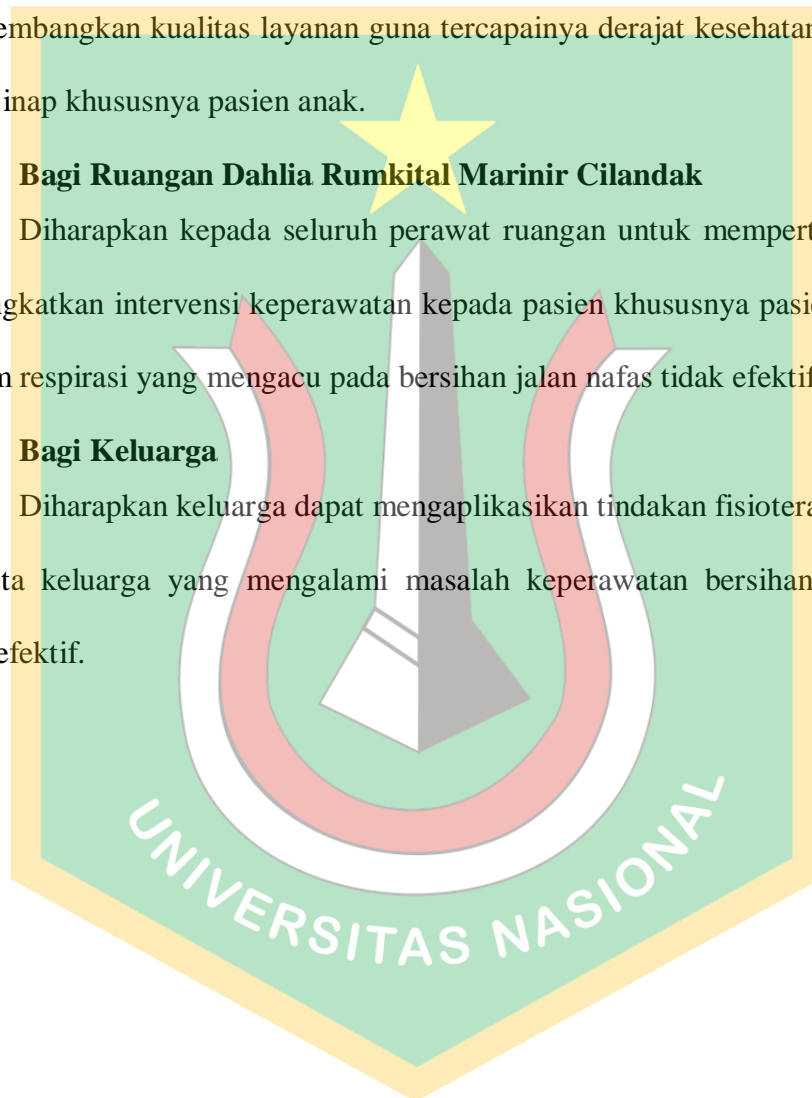 embangkan kualitas layanan guna tercapainya derajat kesehatan
inap khususnya pasien anak.
Bagi Ruangan Dahlia Rumkital Marinir Cilandak
Diharapkan kepada seluruh perawat ruangan untuk mempert
gkatkan intervensi keperawatan kepada pasien khususnya pasie
respirasi yang mengacu pada bersihan jalan nafas tidak efektif
Bagi Keluarga
Diharapkan keluarga dapat mengaplikasikan tindakan fisiotera
ta keluarga yang mengalami masalah keperawatan bersihan
efektif.
UNIVERSITAS NASIONAL